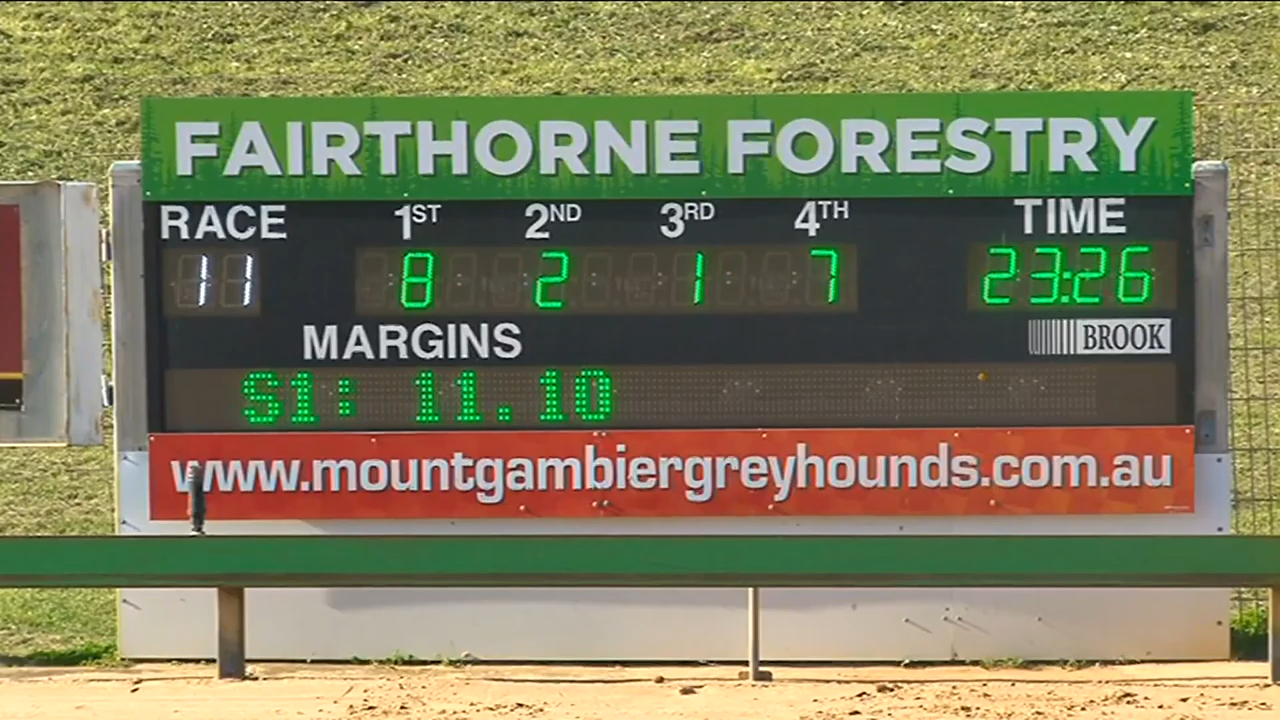 FAIRTHORNE FORESTRY
RACE 1ST 2ND 3RD 4TH TIME
11 8 2 1 7 23:26
MARGINS
BROOK
S1: 11.10
www.mountgambiergreyhounds.com.au